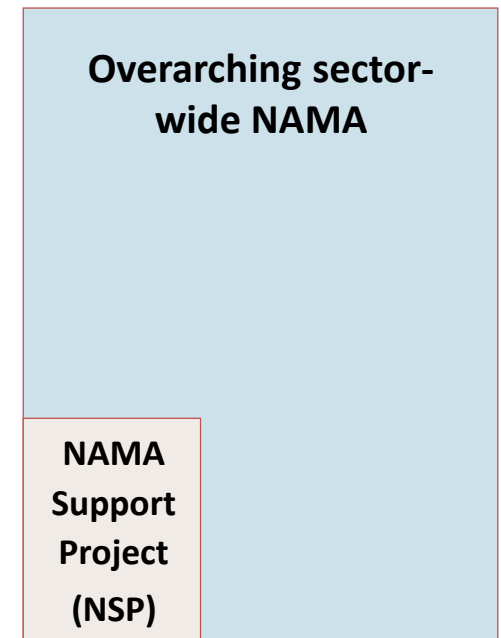 Overarching sector-
wide NAMA
NAMA
Support
Project
(NSP)